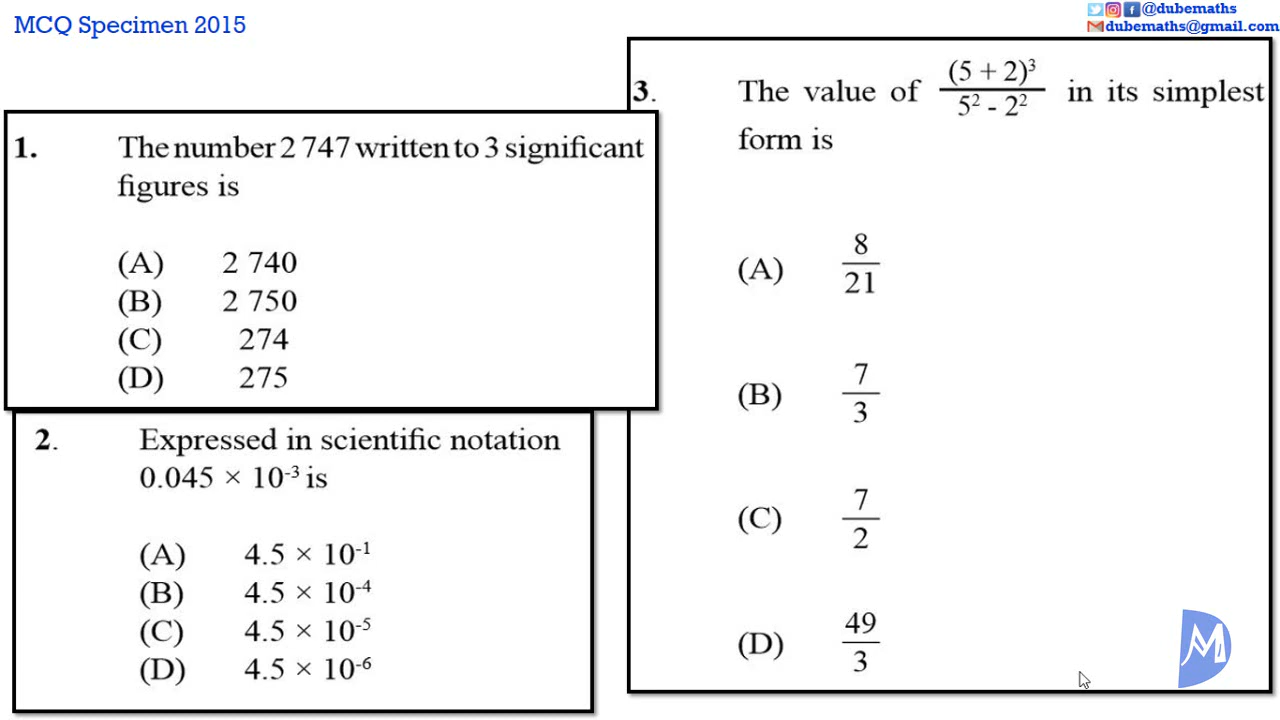 MCQ Specimen 2015
@dubemaths
dubemaths@gmail.com
1. The number 2 747 written to 3 significant
figures is
(A) 2 740
(B) 2 750
(C) 274
(D) 275
2. Expressed in scientific notation
0.045 × 10⁻³ is
(A) 4.5 × 10⁻¹
(B) 4.5 × 10⁻⁴
(C) 4.5 × 10⁻⁵
(D) 4.5 × 10⁻⁶
3. The value of (5 + 2)³ / 5² - 2² in its simplest
form is
(A) 8/21
(B) 7/3
(C) 7/2
(D) 49/3
M